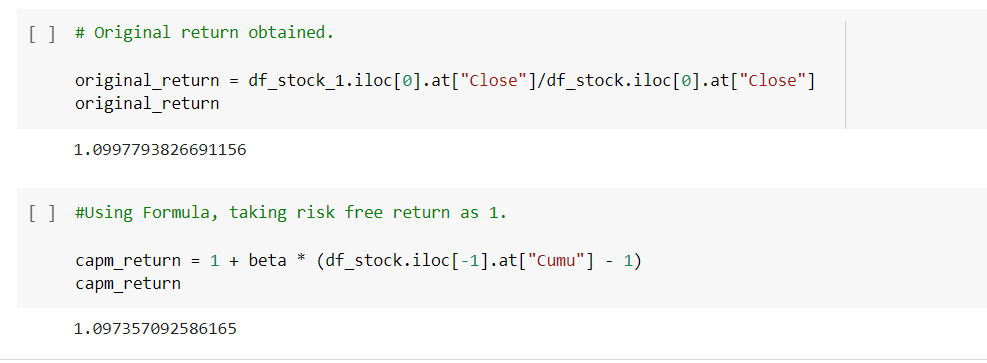 [ ] # Original return obtained.
original_return = df_stock_1.iloc[0].at["Close"]/df_stock.iloc[0].at["Close"]
original_return
1.0997793826691156
[ ] #Using Formula, taking risk free return as 1.
capm_return = 1 + beta * (df_stock.iloc[-1].at["Cumu"] - 1)
capm_return
1.097357092586165